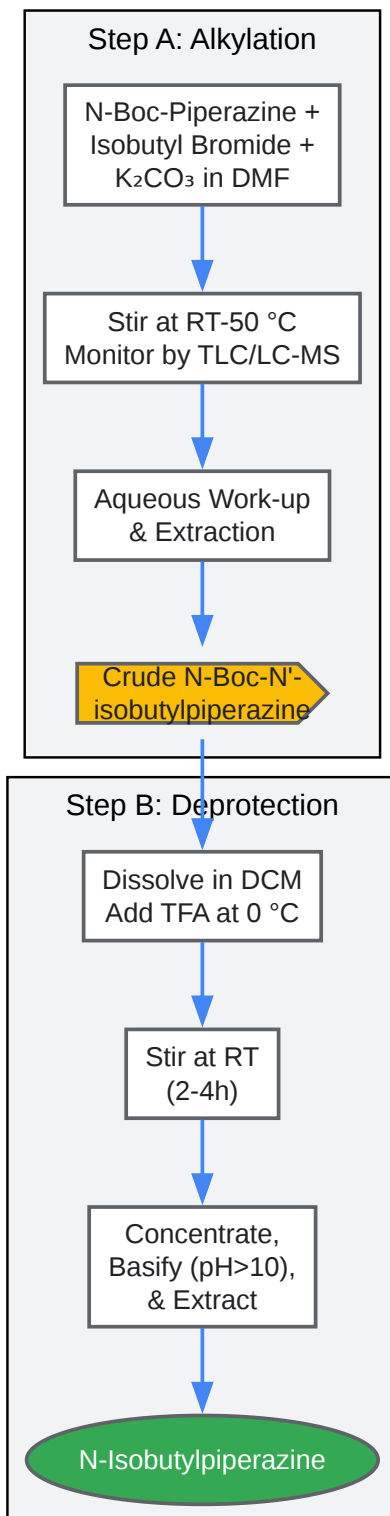 Step A: Alkylation
N-Boc-Piperazine +
Isobutyl Bromide +
K₂CO₃ in DMF
Stir at RT-50 °C
Monitor by TLC/LC-MS
Aqueous Work-up
& Extraction
Crude N-Boc-N'-
isobutylpiperazine
Step B: Deprotection
Dissolve in DCM
Add TFA at 0 °C
Stir at RT
(2-4h)
Concentrate,
Basify (pH>10),
& Extract
N-Isobutylpiperazine